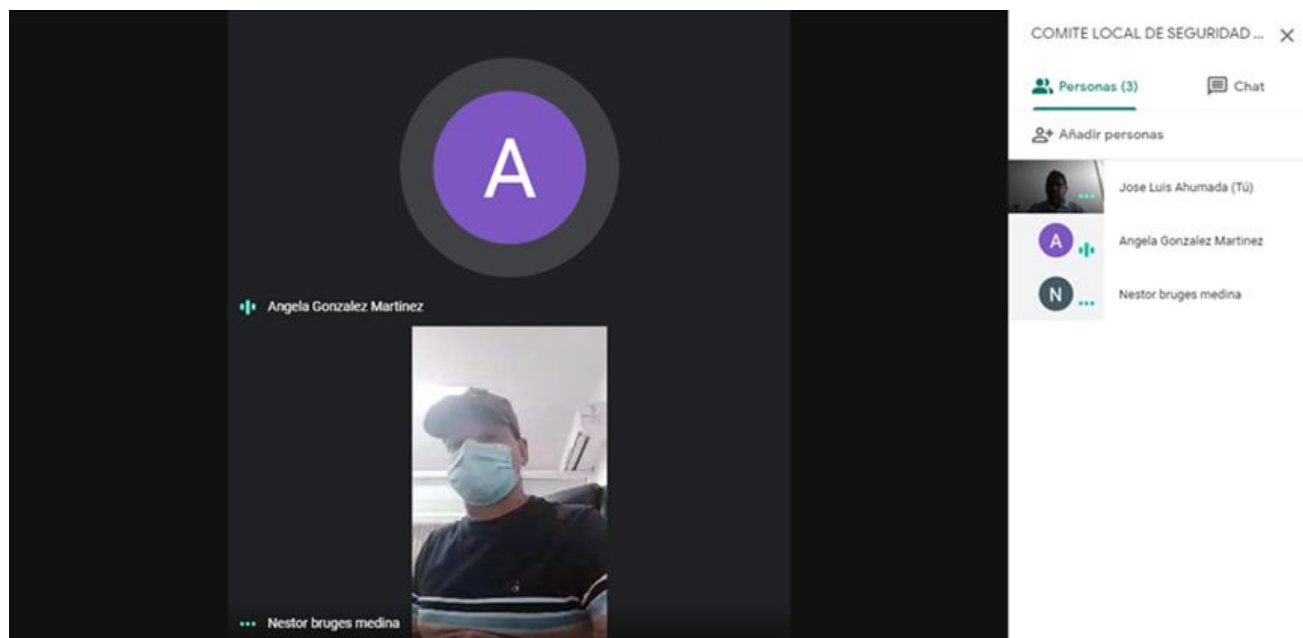 A
Angela Gonzalez Martinez
Nestor bruges medina
COMITE LOCAL DE SEGURIDAD ...
Personas (3)
Chat
Añadir personas
Jose Luis Ahumada (Tú)
A
Angela Gonzalez Martinez
N
Nestor bruges medina